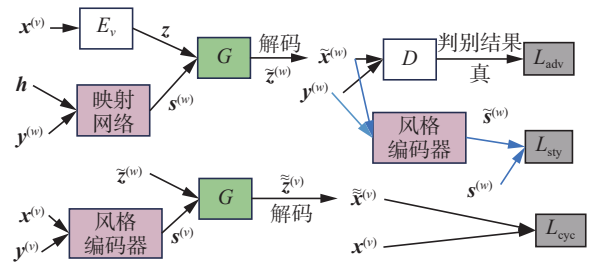 x⁽ᵛ⁾
E_v
z
G
解码
z̃⁽ʷ⁾
x̃⁽ʷ⁾
D
判别结果
真
L_adv
h
y⁽ʷ⁾
映射
网络
s⁽ʷ⁾
y⁽ʷ⁾
风格
编码器
s̃⁽ʷ⁾
s⁽ʷ⁾
L_sty
z̃⁽ʷ⁾
x⁽ᵛ⁾
y⁽ᵛ⁾
风格
编码器
s⁽ᵛ⁾
G
z̃̃⁽ᵛ⁾
解码
x̃̃⁽ᵛ⁾
x⁽ᵛ⁾
L_cyc